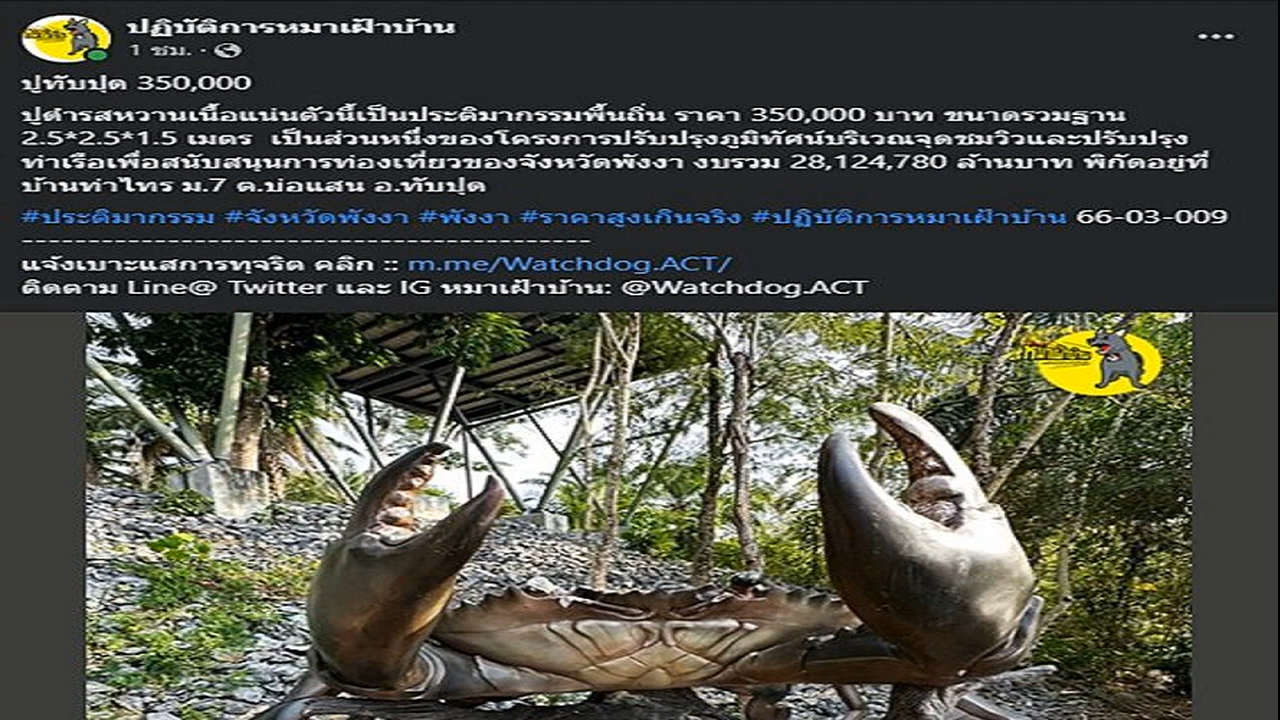 ปฏิบัติการหมาเฝ้าบ้าน
1 ชม. ·
ปูทับปุด 350,000
ปูดำรสหวานเนื้อแน่นตัวนี้เป็นประติมากรรมพื้นถิ่น ราคา 350,000 บาท ขนาดรวมฐาน
2.5*2.5*1.5 เมตร เป็นส่วนหนึ่งของโครงการปรับปรุงภูมิทัศน์บริเวณจุดชมวิวและปรับปรุง
ท่าเรือเพื่อสนับสนุนการท่องเที่ยวของจังหวัดพังงา งบรวม 28,124,780 ล้านบาท พิกัดอยู่ที่
บ้านท่าไทร ม.7 ต.บ่อแสน อ.ทับปุด
#ประติมากรรม #จังหวัดพังงา #พังงา #ราคาสูงเกินจริง #ปฏิบัติการหมาเฝ้าบ้าน 66-03-009
--------------------------------------------
แจ้งเบาะแสการทุจริต คลิก :: m.me/Watchdog.ACT/
ติดตาม Line@ Twitter และ IG หมาเฝ้าบ้าน: @Watchdog.ACT